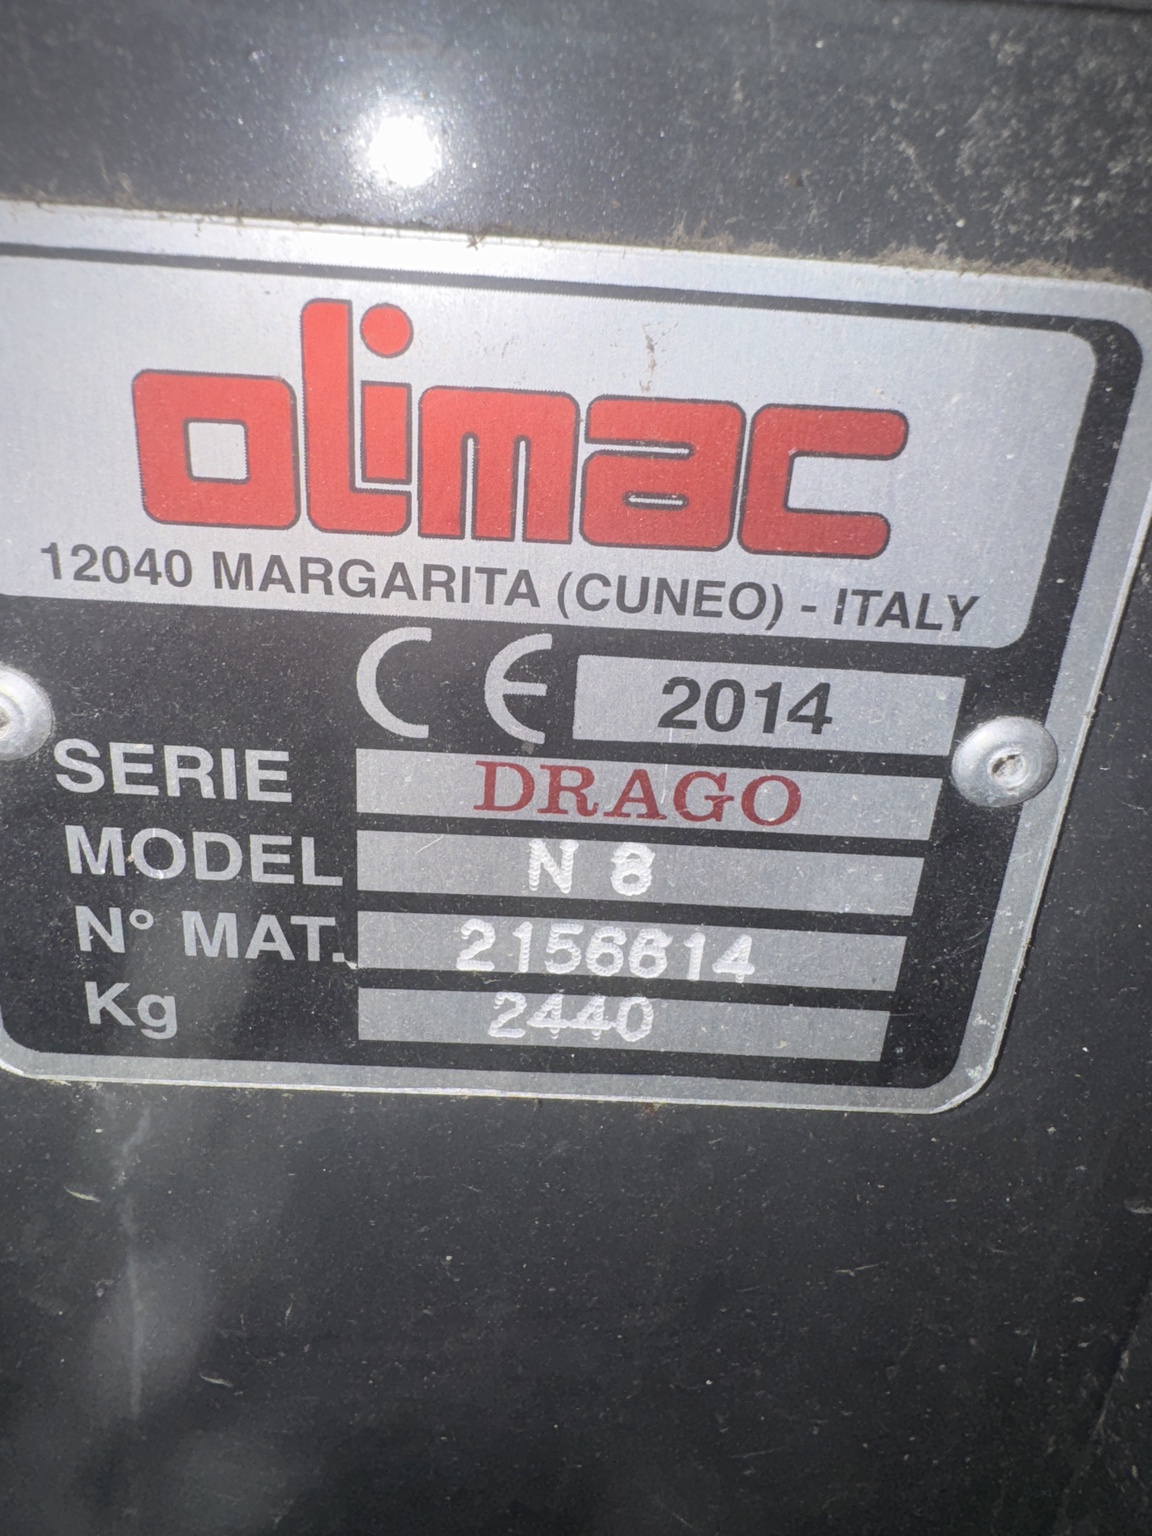 olimac
12040 MARGARITA (CUNEO) - ITALY
CE 2014
SERIE DRAGO
MODEL N 8
N° MAT. 2156614
Kg 2440